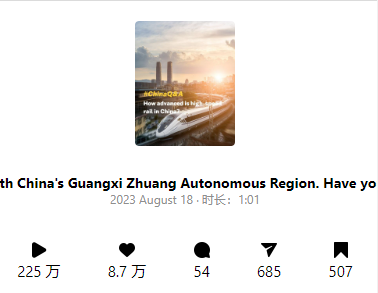 #ChinaQ&A
How advanced is high-speed
rail in China?
th China's Guangxi Zhuang Autonomous Region. Have yo
2023 August 18 · 时长：1:01
225 万 8.7 万 54 685 507